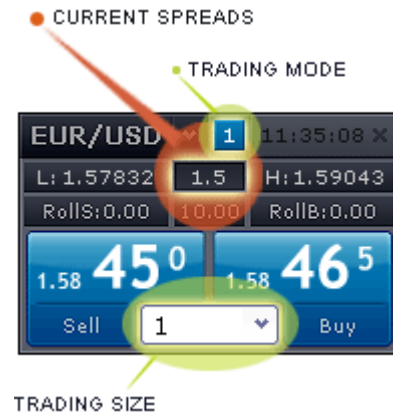 CURRENT SPREADS
TRADING MODE
EUR/USD 1 11:35:08
L: 1.57832 1.5 H: 1.59043
RollS:0.00 10.00 RollB:0.00
1.58 45 0 1.58 46 5
Sell 1 Buy
TRADING SIZE